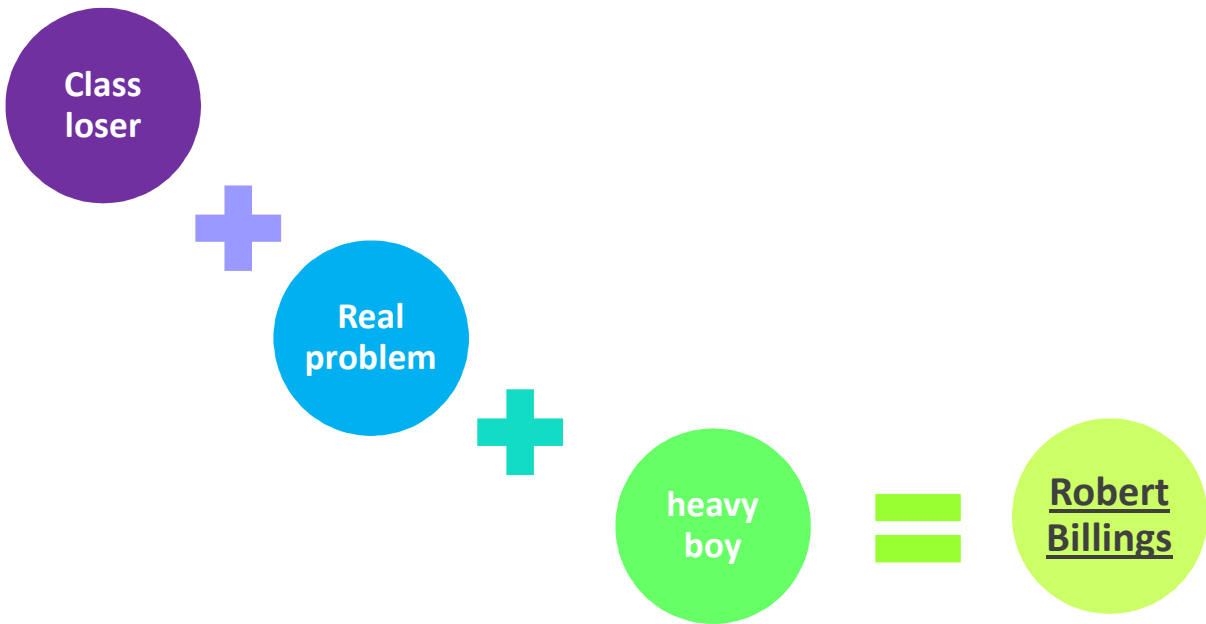 Class
loser
Real
problem
heavy
boy
Robert
Billings